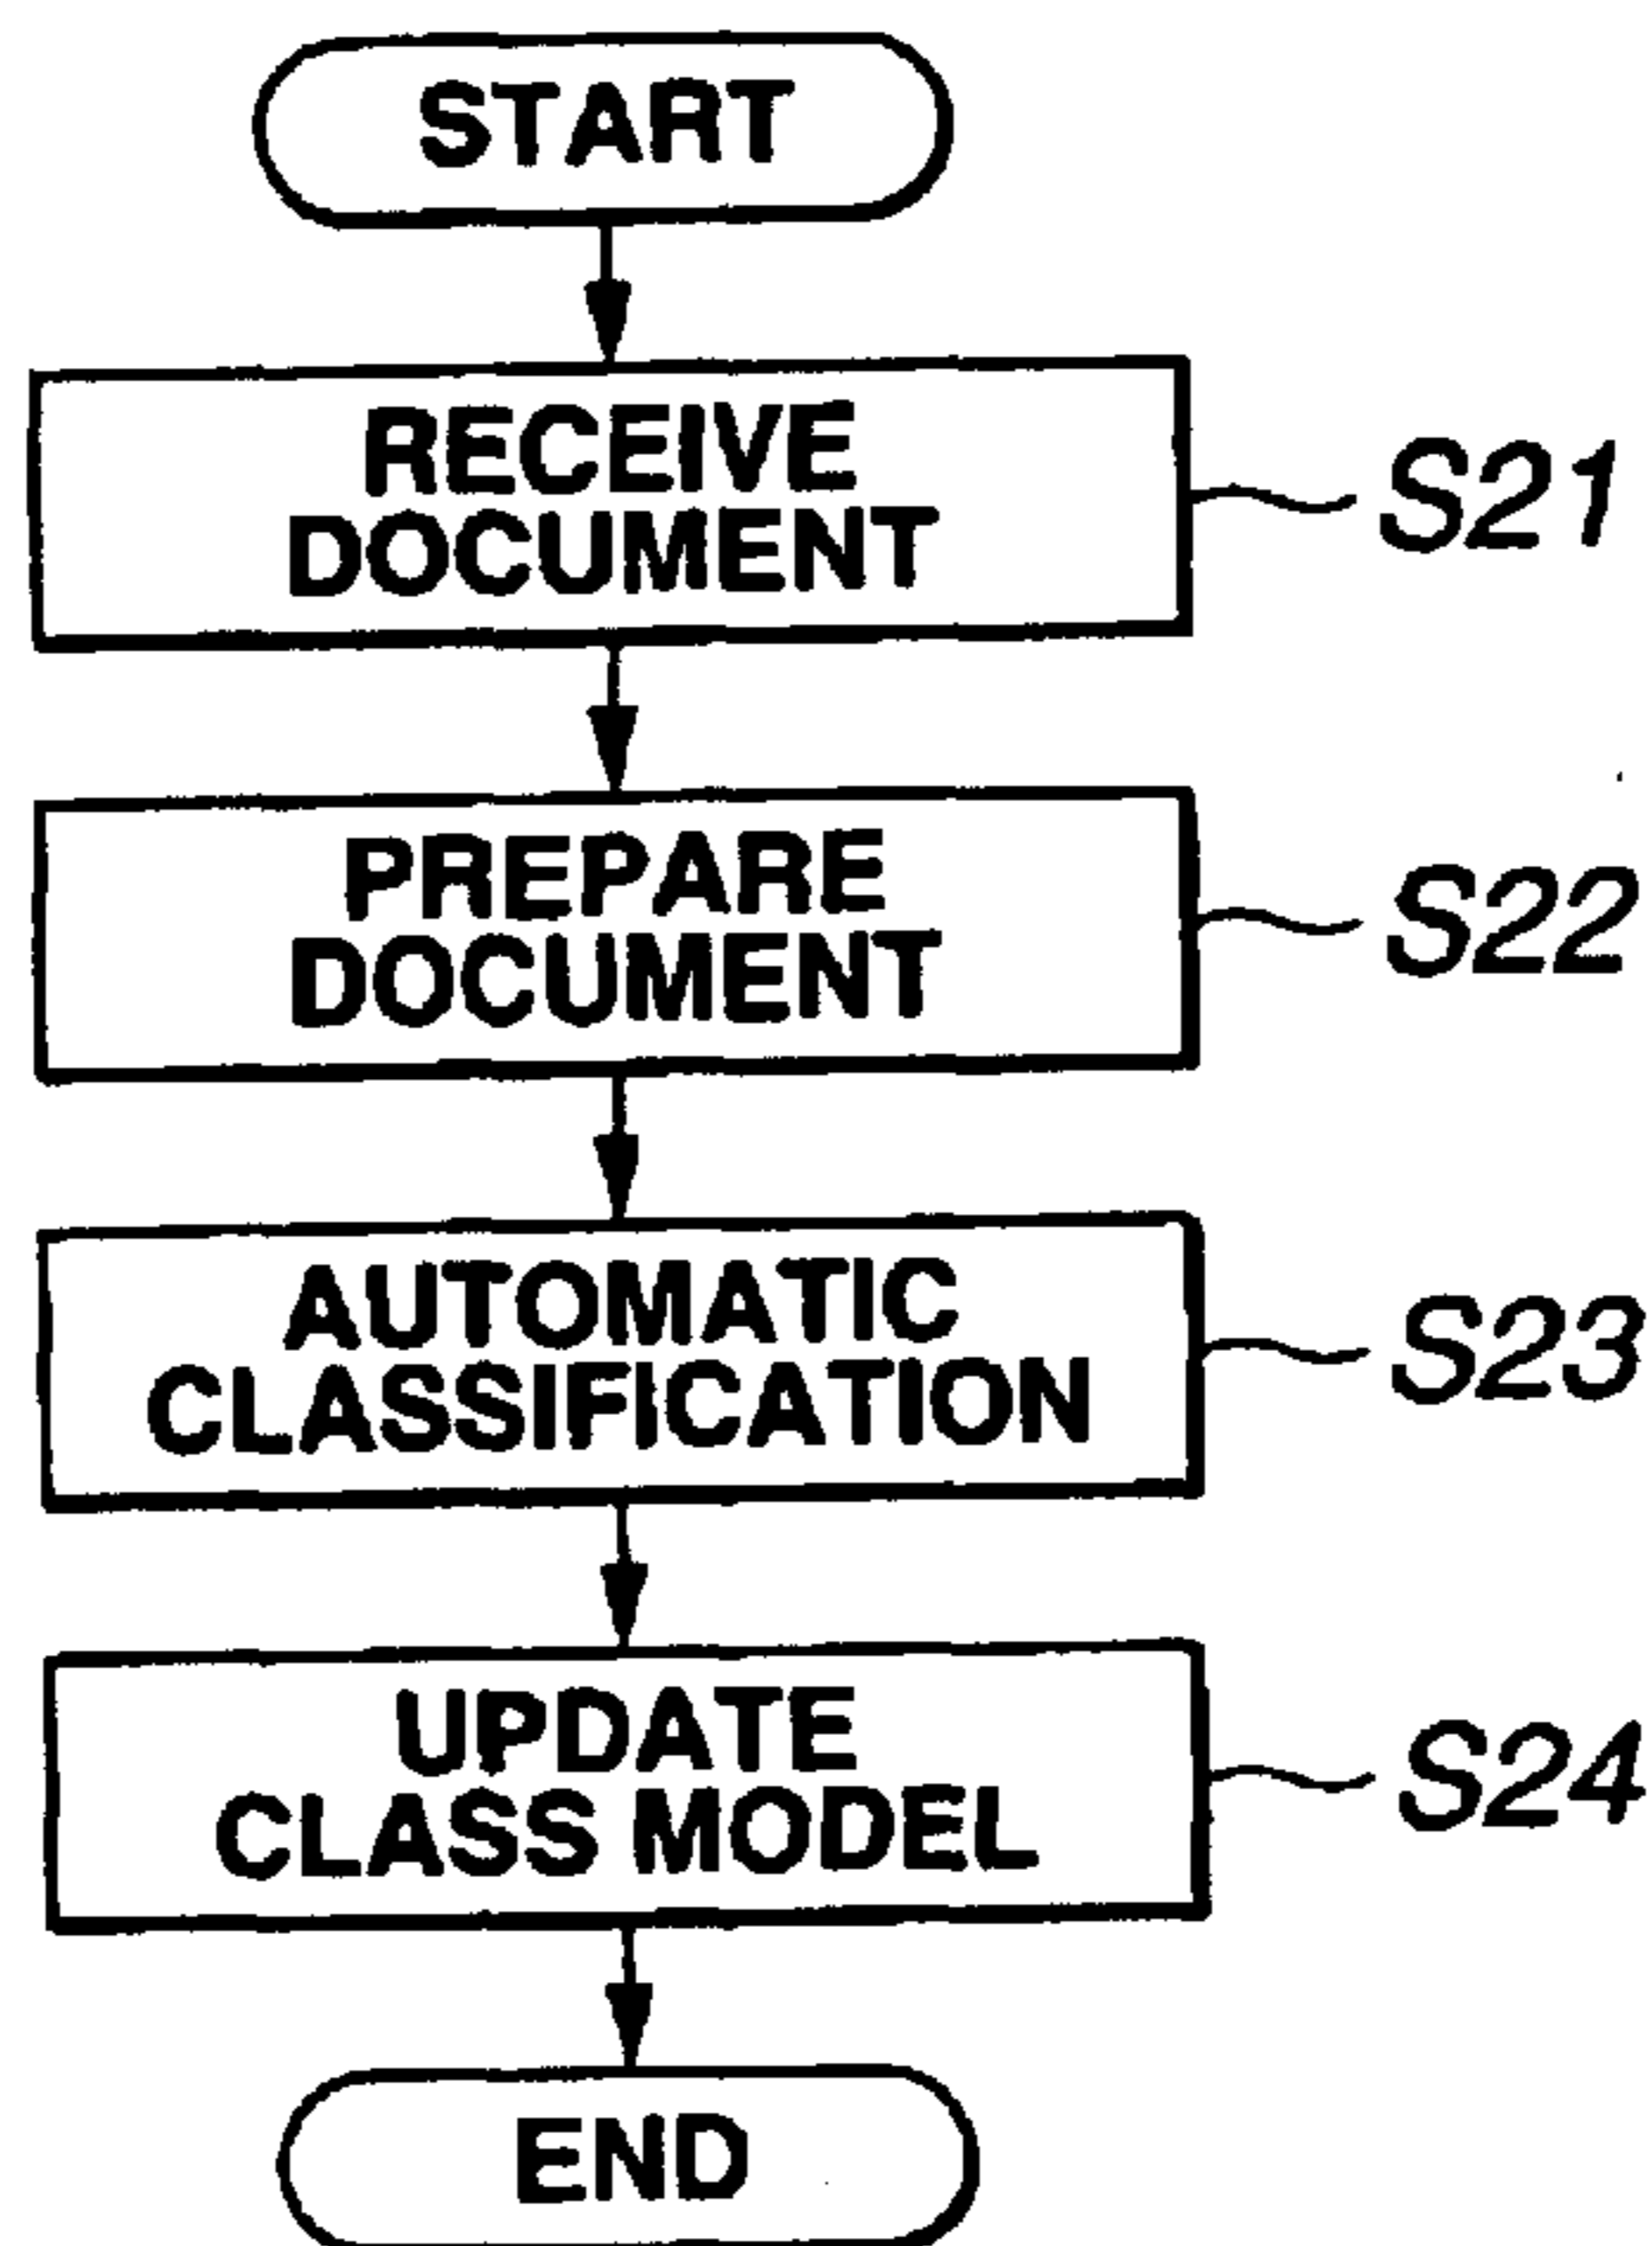 START
RECEIVE
DOCUMENT
S21
PREPARE
DOCUMENT
S22
AUTOMATIC
CLASSIFICATION
S23
UPDATE
CLASS MODEL
S24
END